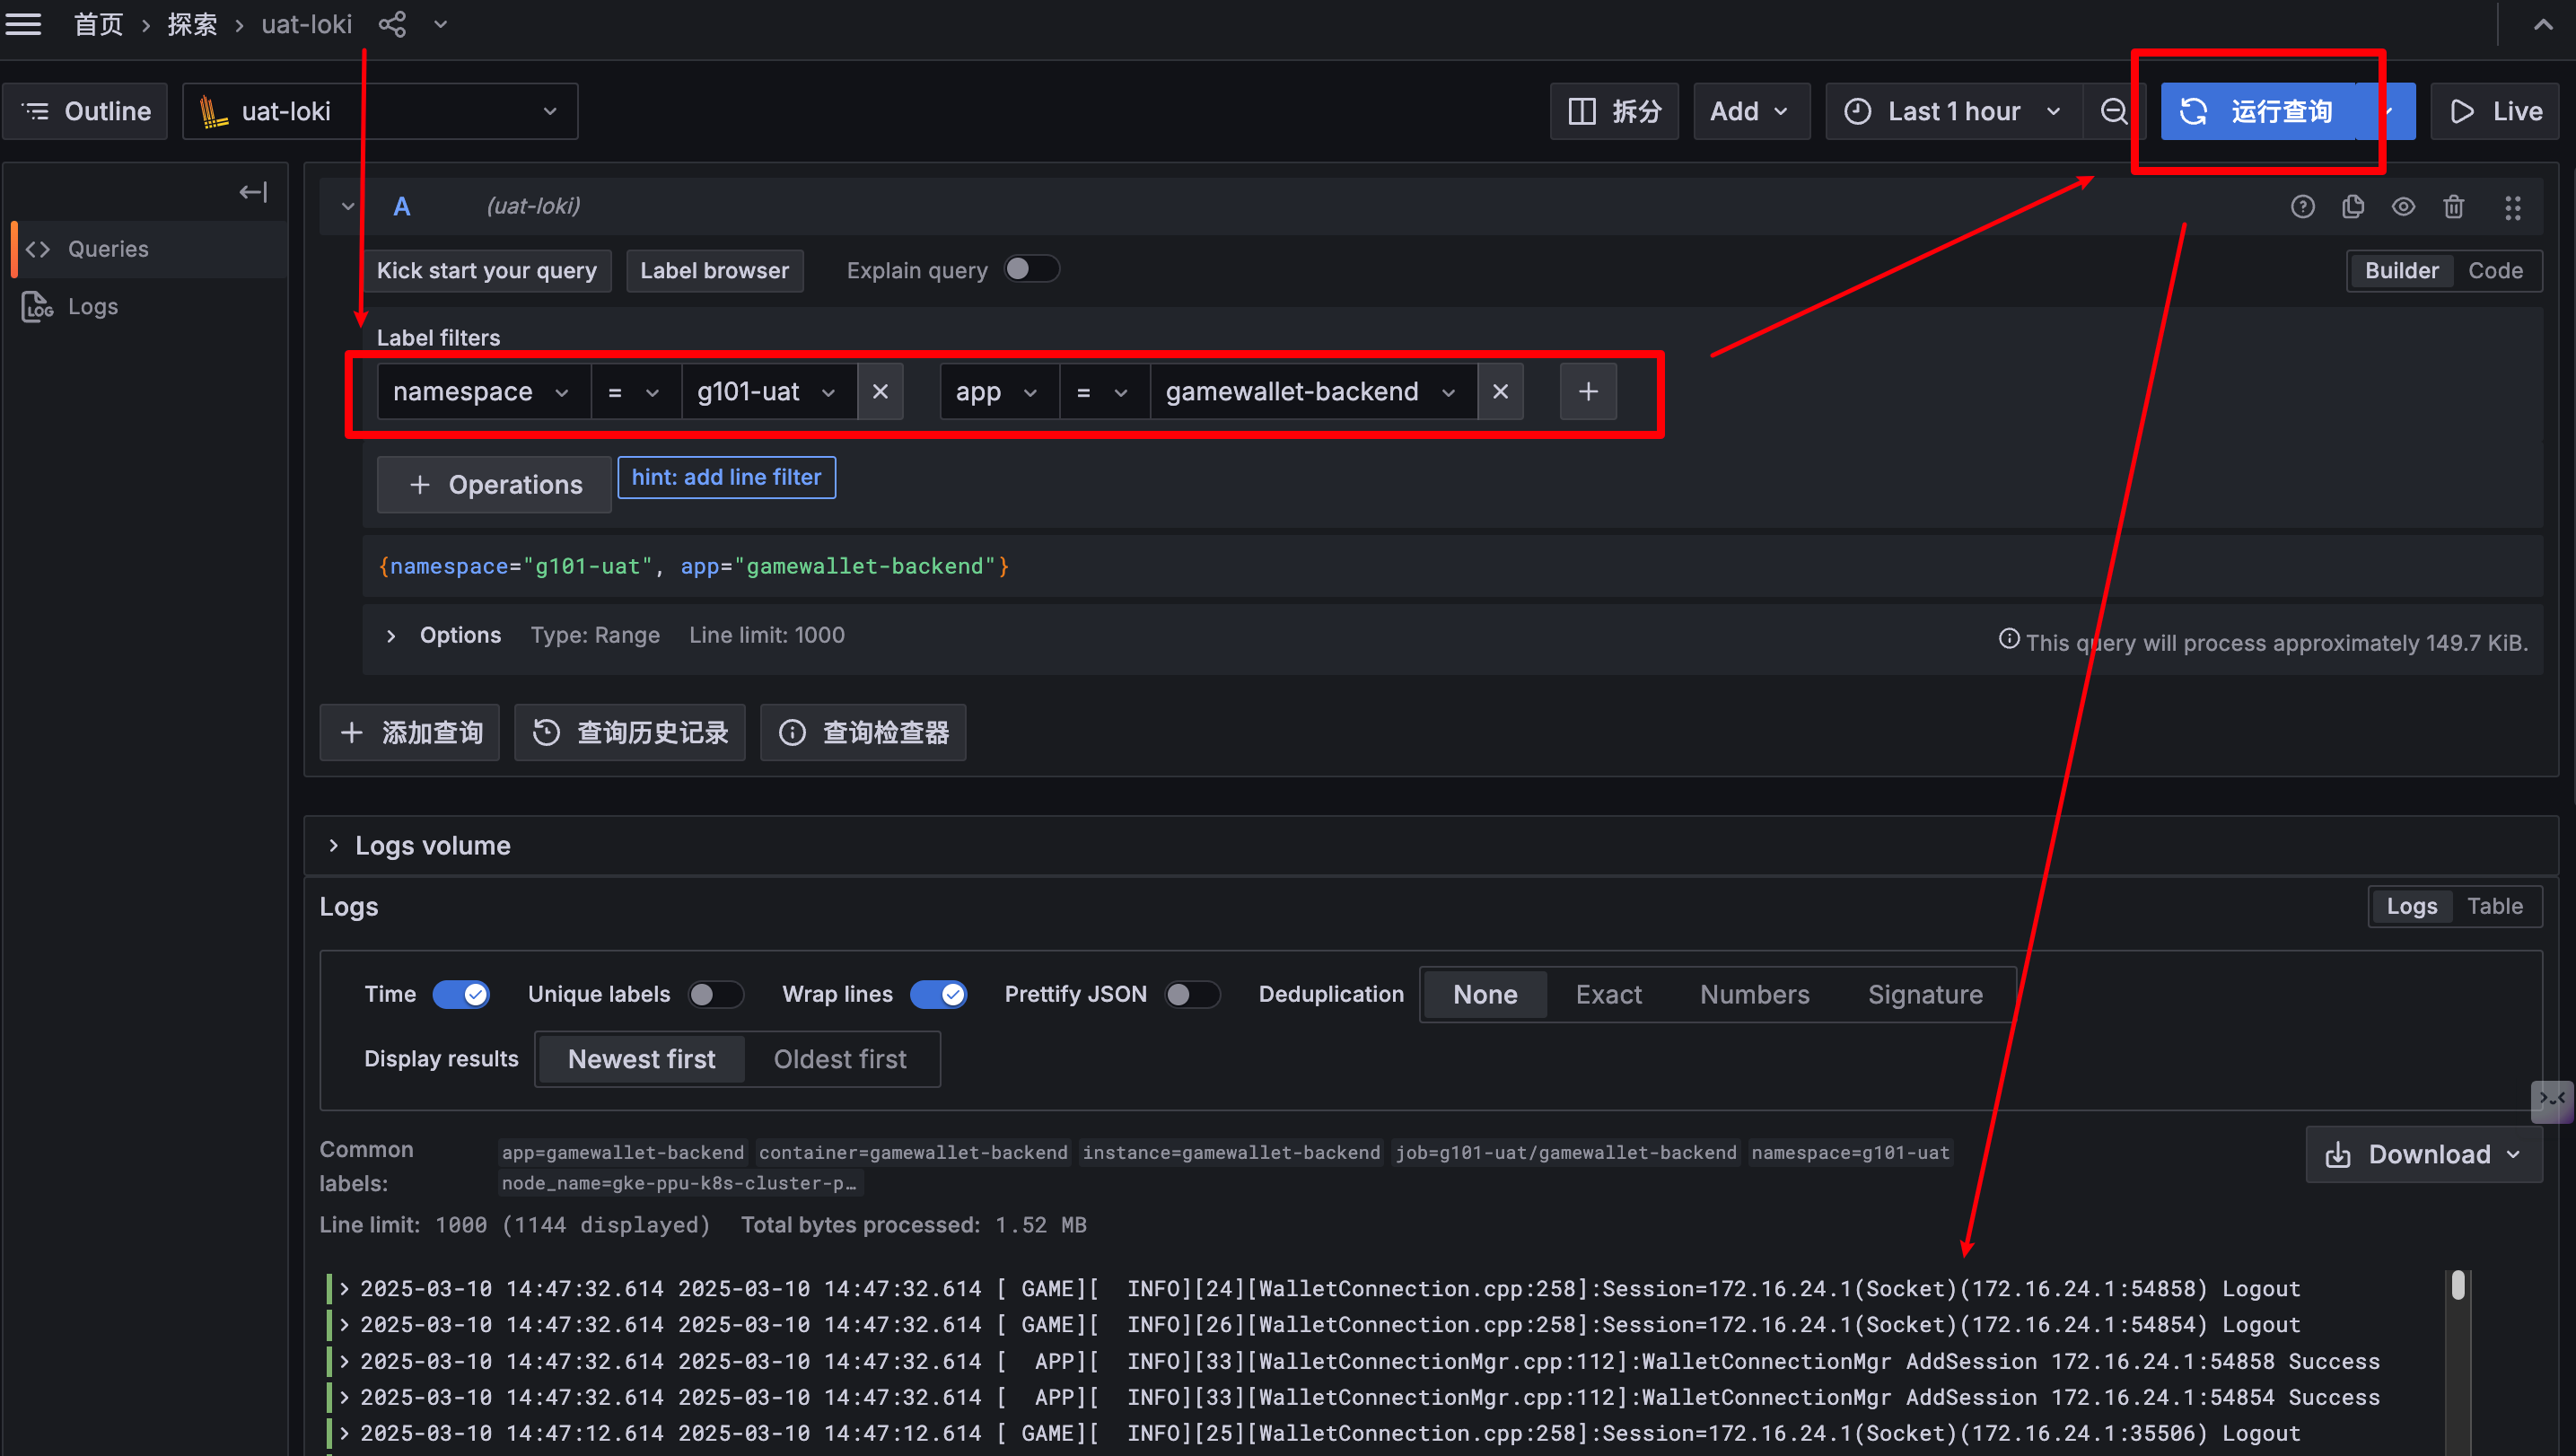 首页 › 探索 › uat-loki
Outline uat-loki 拆分 Add Last 1 hour 运行查询 Live
A (uat-loki)
Queries
Kick start your query Label browser Explain query Builder Code
LOG Logs
Label filters
namespace = g101-uat app = gamewallet-backend
+ Operations hint: add line filter
{namespace="g101-uat", app="gamewallet-backend"}
Options Type: Range Line limit: 1000 This query will process approximately 149.7 KiB.
+ 添加查询 查询历史记录 查询检查器
Logs volume
Logs Logs Table
Time Unique labels Wrap lines Prettify JSON Deduplication None Exact Numbers Signature
Display results Newest first Oldest first
Common labels: app=gamewallet-backend container=gamewallet-backend instance=gamewallet-backend job=g101-uat/gamewallet-backend namespace=g101-uat
node_name=gke-ppu-k8s-cluster-p…
Download
Line limit: 1000 (1144 displayed) Total bytes processed: 1.52 MB
2025-03-10 14:47:32.614 2025-03-10 14:47:32.614 [ GAME][  INFO][24][WalletConnection.cpp:258]:Session=172.16.24.1(Socket)(172.16.24.1:54858) Logout
2025-03-10 14:47:32.614 2025-03-10 14:47:32.614 [ GAME][  INFO][26][WalletConnection.cpp:258]:Session=172.16.24.1(Socket)(172.16.24.1:54854) Logout
2025-03-10 14:47:32.614 2025-03-10 14:47:32.614 [  APP][  INFO][33][WalletConnectionMgr.cpp:112]:WalletConnectionMgr AddSession 172.16.24.1:54858 Success
2025-03-10 14:47:32.614 2025-03-10 14:47:32.614 [  APP][  INFO][33][WalletConnectionMgr.cpp:112]:WalletConnectionMgr AddSession 172.16.24.1:54854 Success
2025-03-10 14:47:12.614 2025-03-10 14:47:12.614 [ GAME][  INFO][25][WalletConnection.cpp:258]:Session=172.16.24.1(Socket)(172.16.24.1:35506) Logout